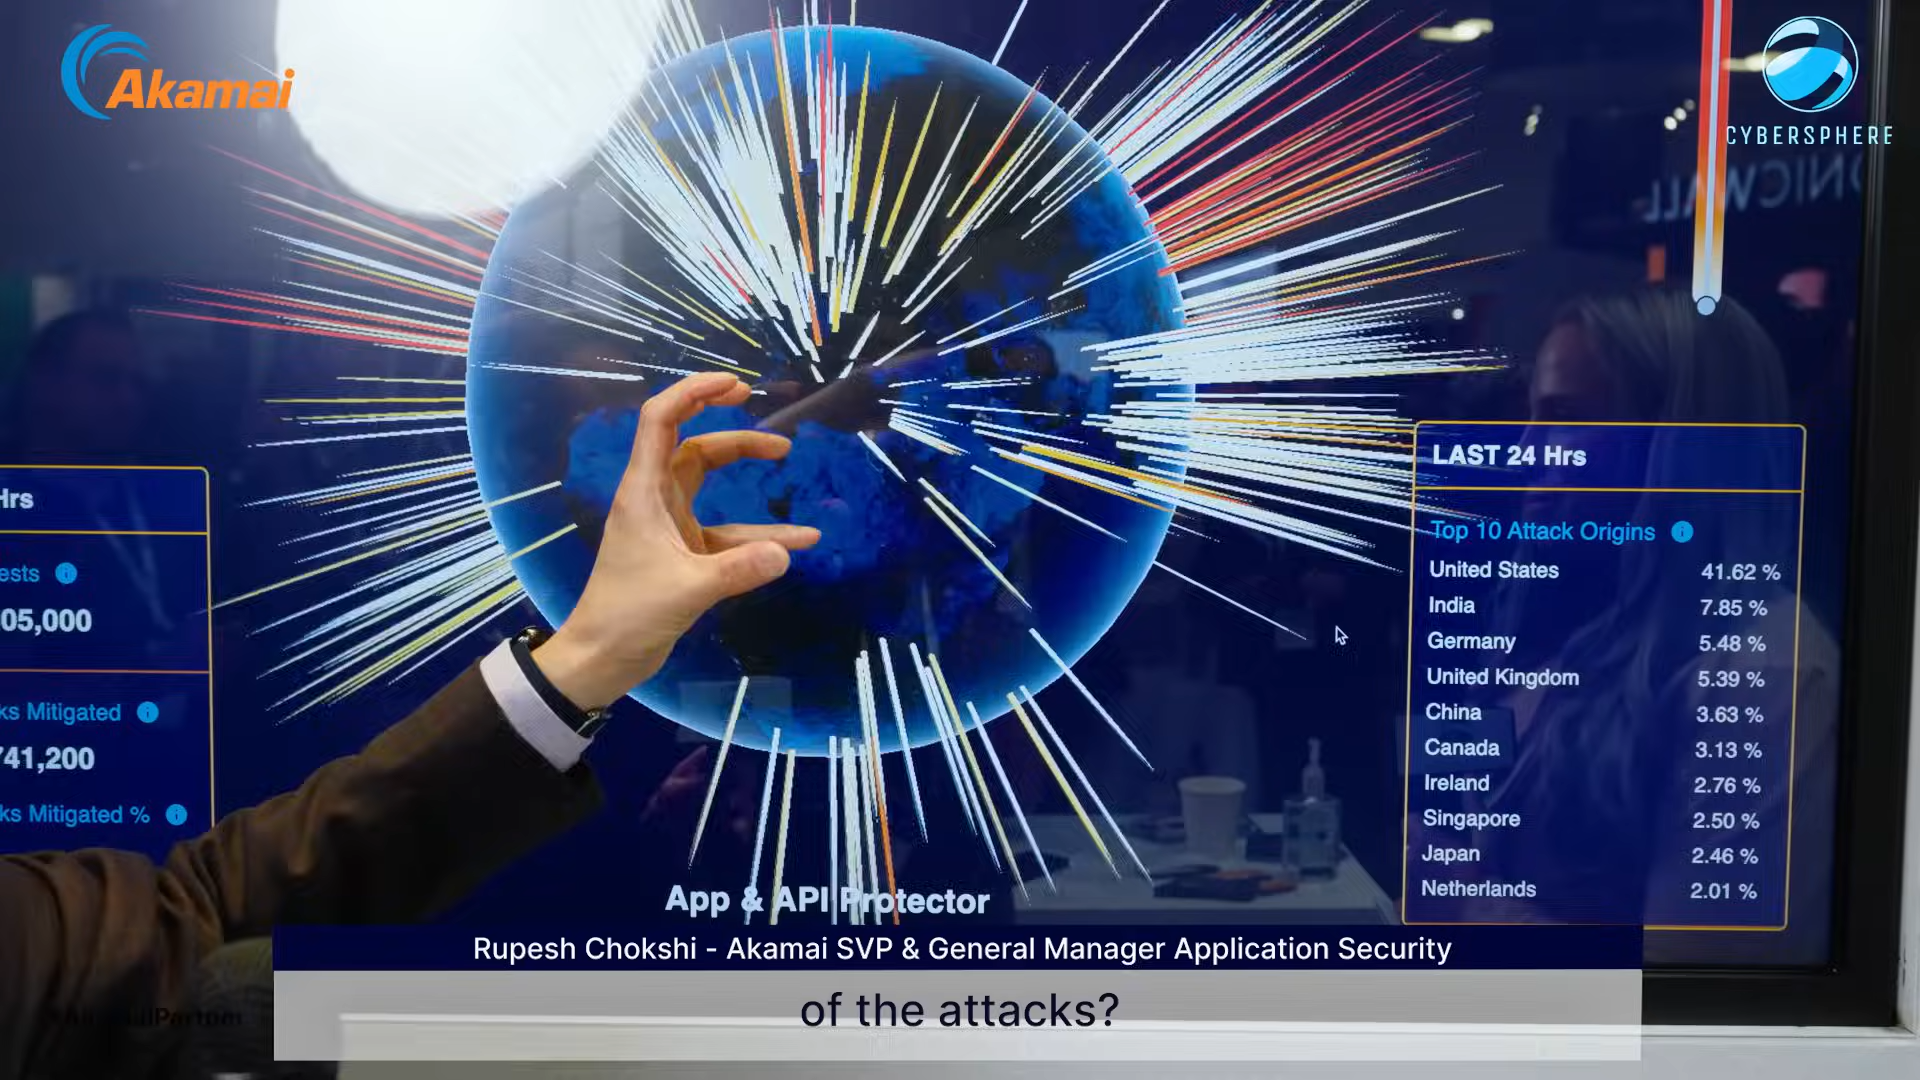 Akamai
CYBERSPHERE
LAST 24 Hrs
Top 10 Attack Origins
United States 41.62 %
India 7.85 %
Germany 5.48 %
United Kingdom 5.39 %
China 3.63 %
Canada 3.13 %
Ireland 2.76 %
Singapore 2.50 %
Japan 2.46 %
Netherlands 2.01 %
Hrs
ests
05,000
ks Mitigated
741,200
ks Mitigated %
App & API Protector
Rupesh Chokshi - Akamai SVP & General Manager Application Security
of the attacks?